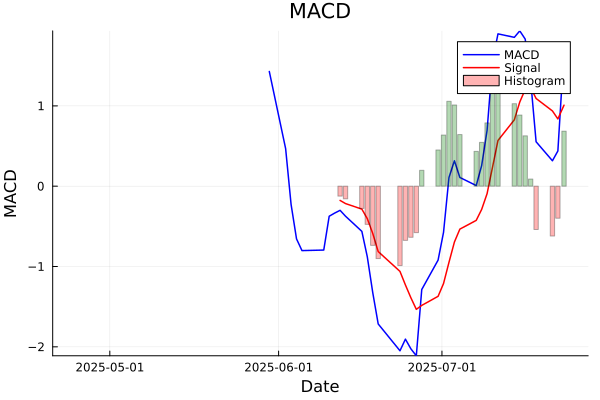 MACD
MACD
Signal
Histogram
1
0
−1
−2
MACD
2025-05-01
2025-06-01
2025-07-01
Date